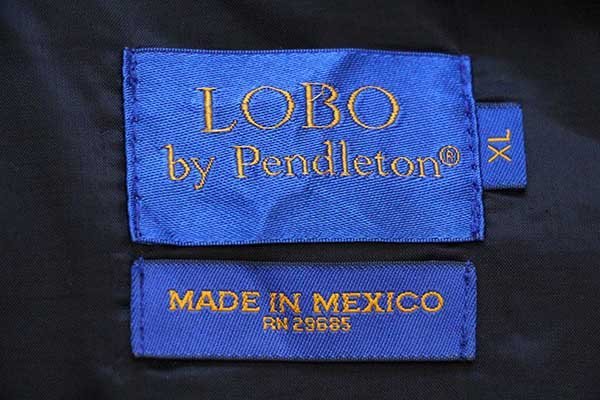 LOBO
by Pendleton®
XL
MADE IN MEXICO
RN 29685